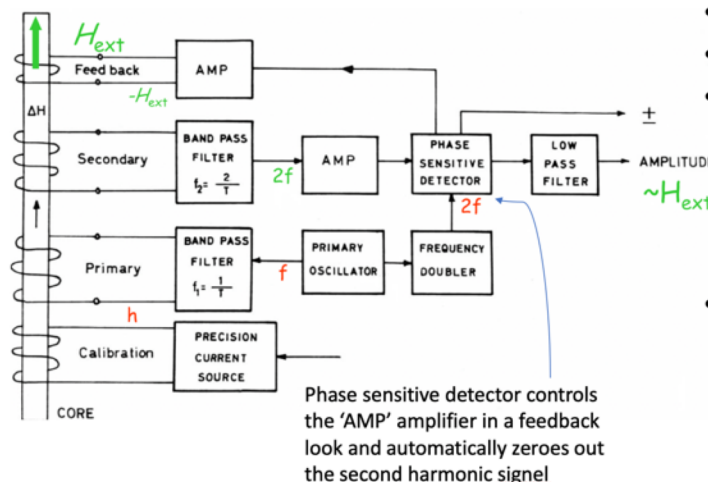 H_ext
Feed back
AMP
-H_ext
ΔH
±
Secondary
BAND PASS
FILTER
f₂ = 2/T
2f
AMP
PHASE
SENSITIVE
DETECTOR
LOW
PASS
FILTER
AMPLITUDE
~H_ext
2f
Primary
BAND PASS
FILTER
f₁ = 1/T
f
PRIMARY
OSCILLATOR
FREQUENCY
DOUBLER
h
Calibration
PRECISION
CURRENT
SOURCE
CORE
Phase sensitive detector controls
the ‘AMP’ amplifier in a feedback
look and automatically zeroes out
the second harmonic signel